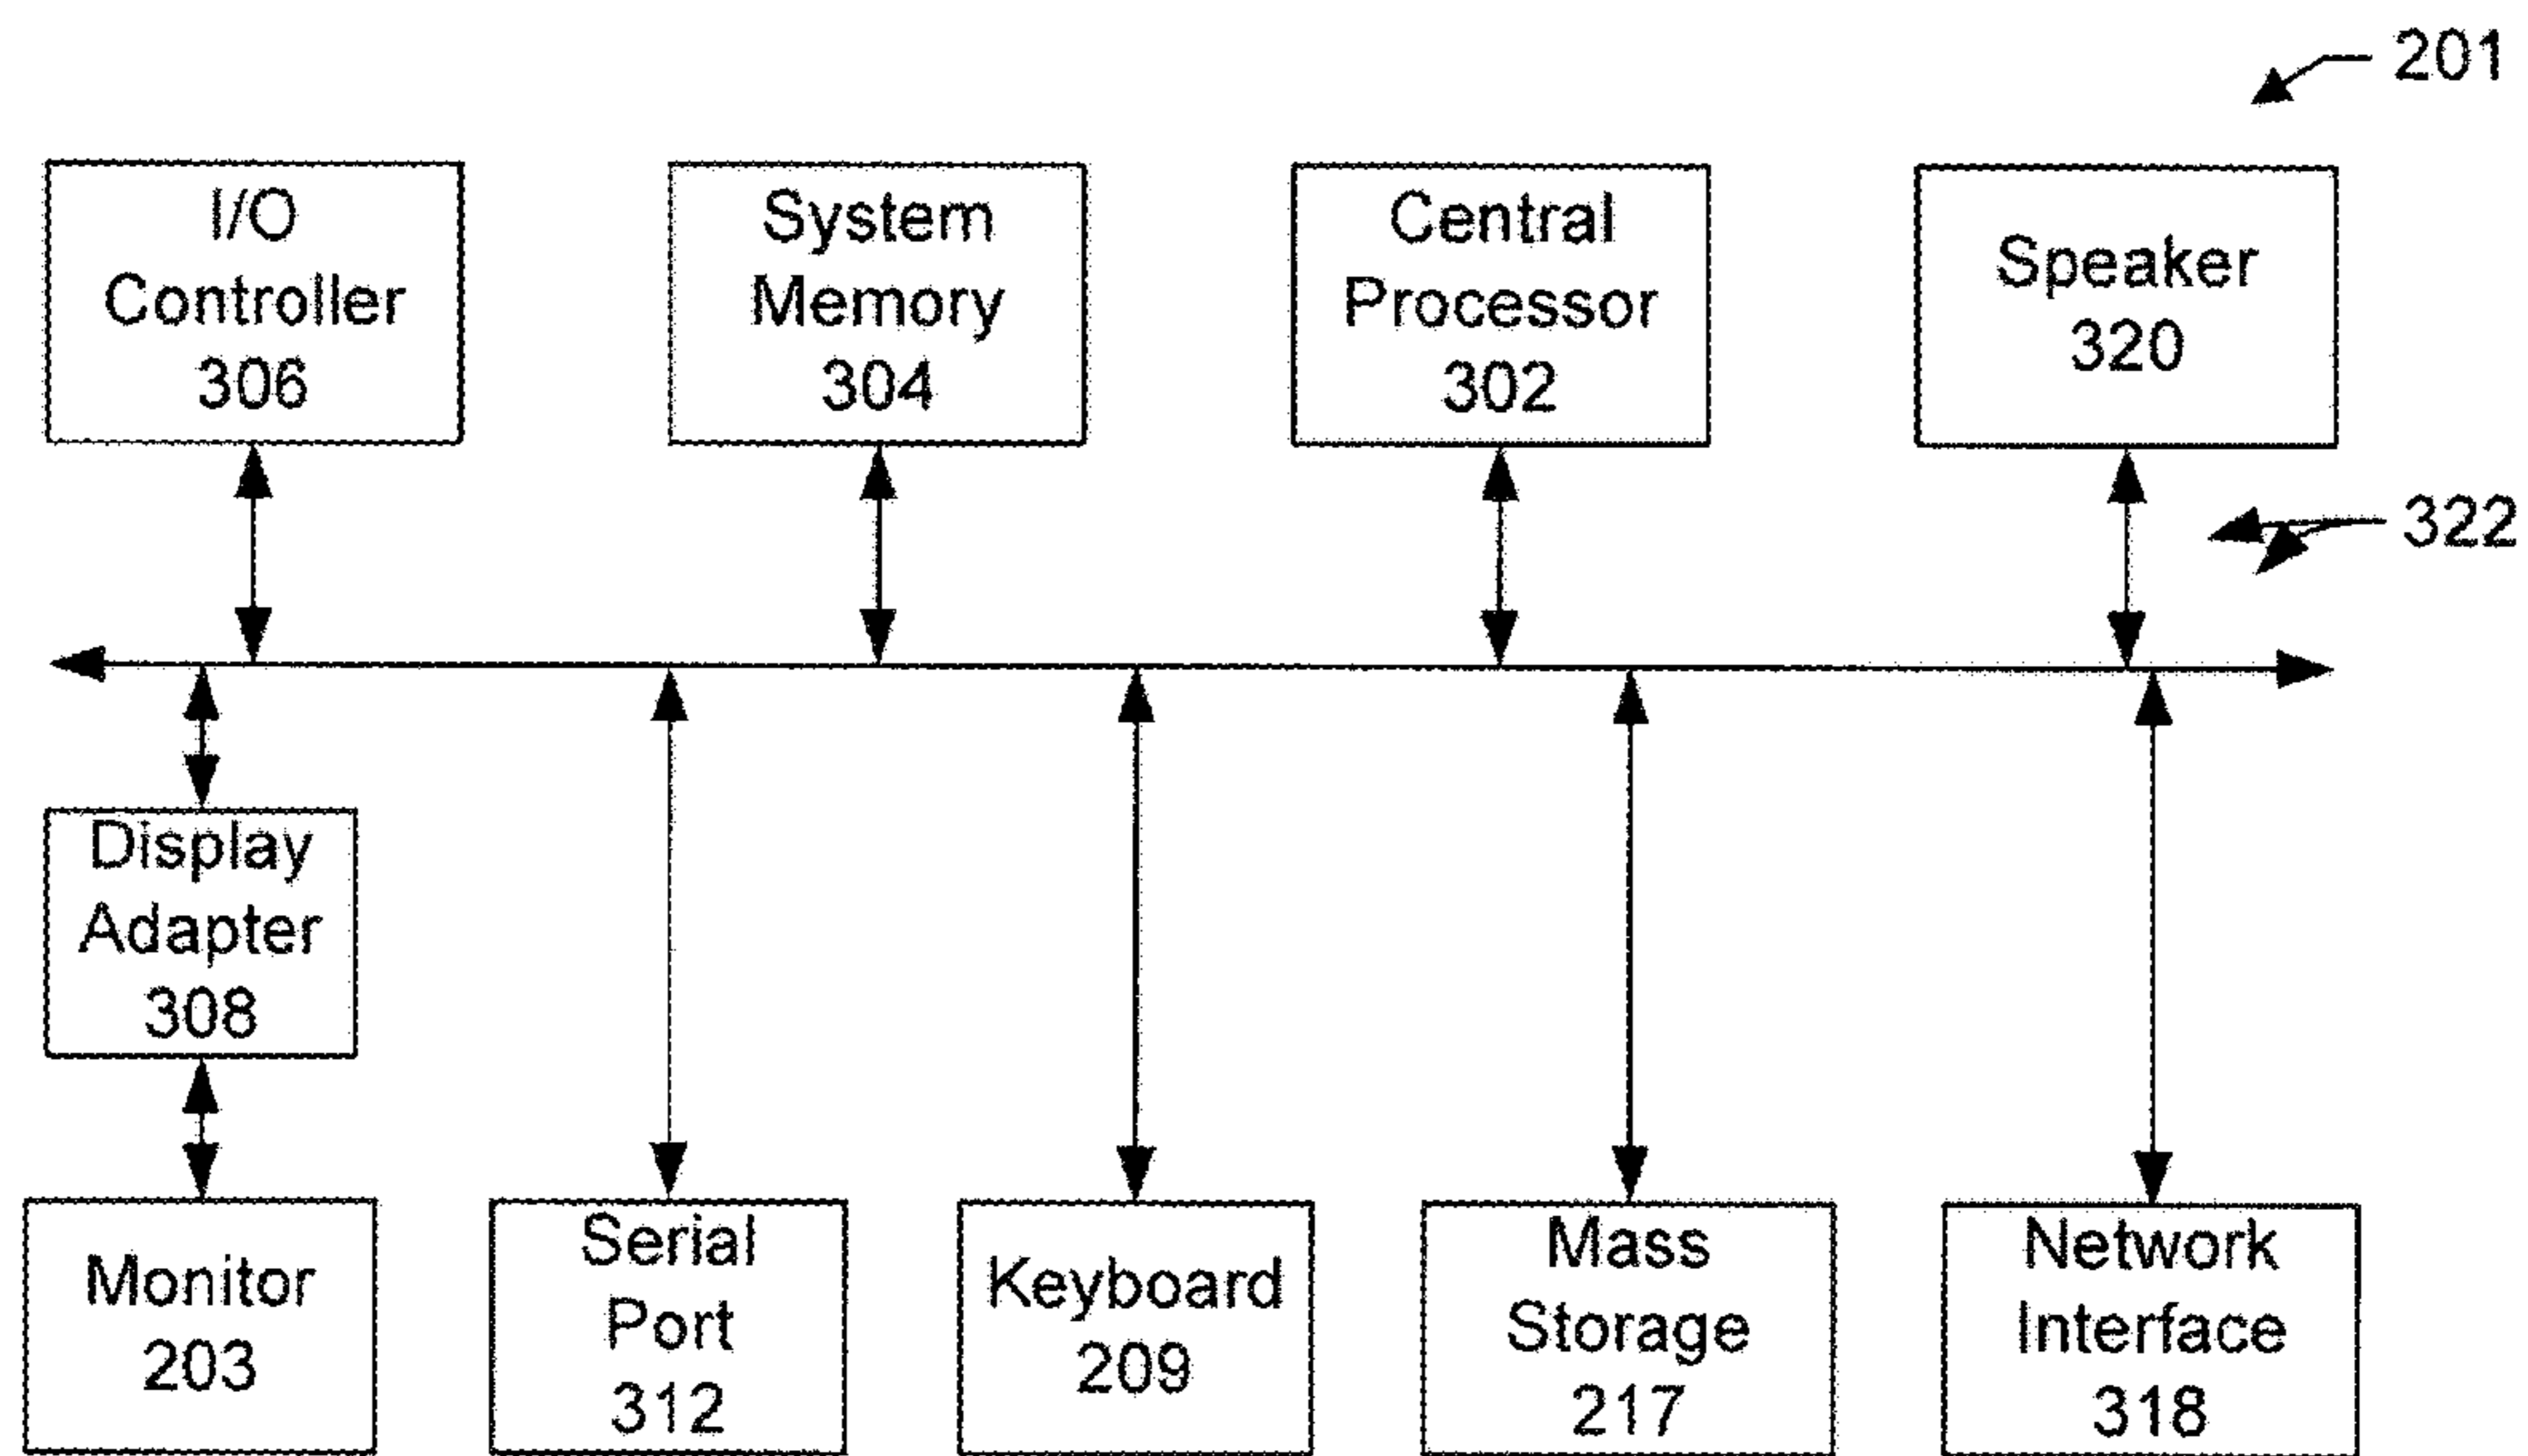 201
I/O
Controller
306
System
Memory
304
Central
Processor
302
Speaker
320
322
Display
Adapter
308
Monitor
203
Serial
Port
312
Keyboard
209
Mass
Storage
217
Network
Interface
318